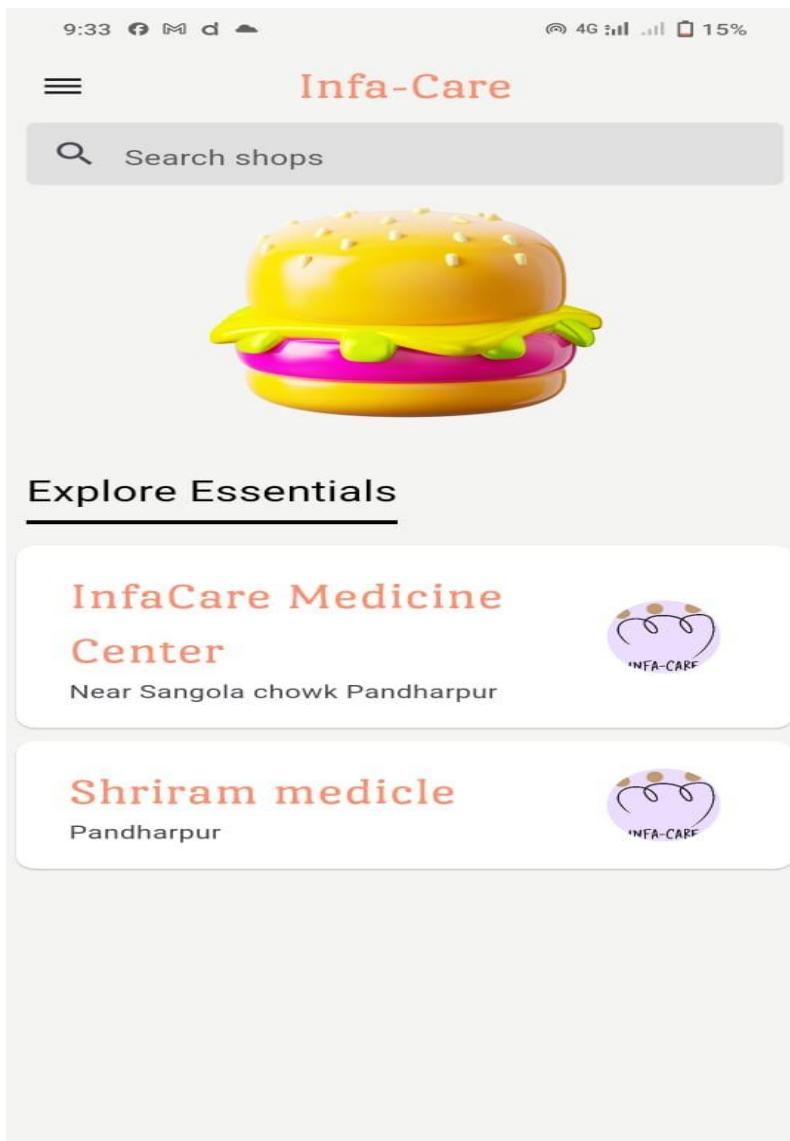 9:33 4G 15%
Infa-Care
Search shops
Explore Essentials
InfaCare Medicine
Center
Near Sangola chowk Pandharpur
INFA-CARE
Shriram medicle
Pandharpur
INFA-CARE